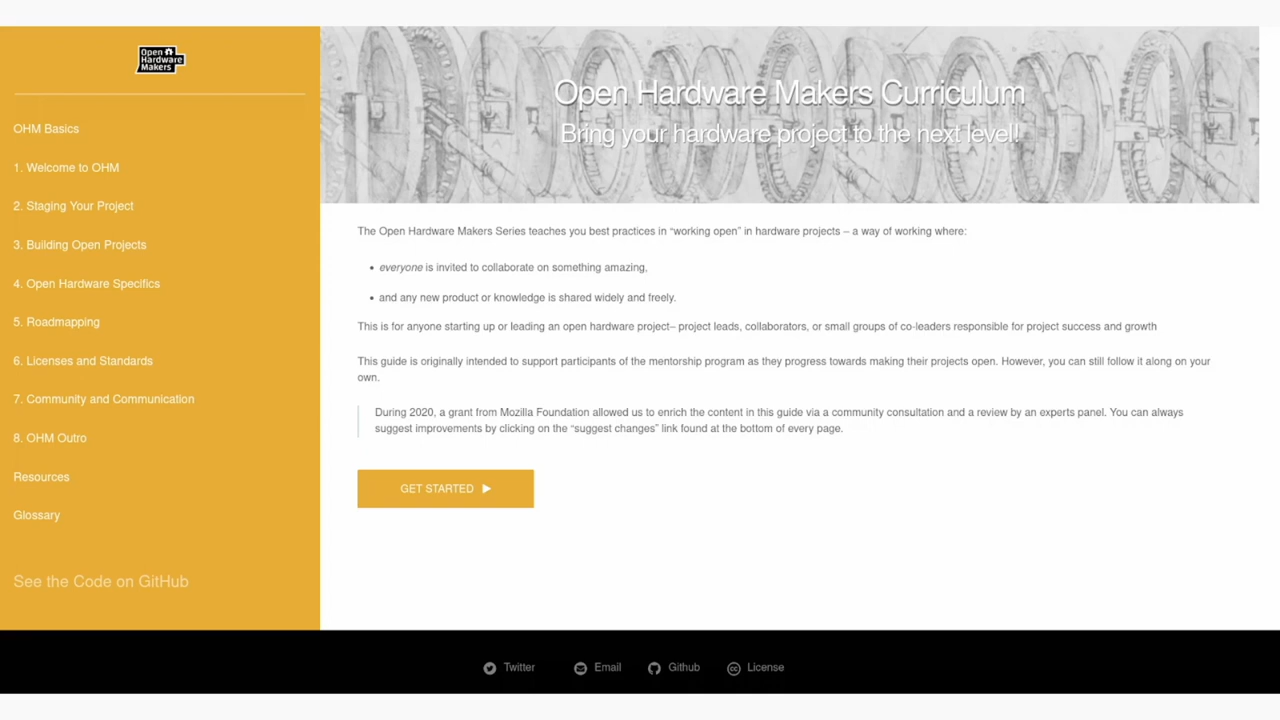 Open
Hardware
Makers
OHM Basics
1. Welcome to OHM
2. Staging Your Project
3. Building Open Projects
4. Open Hardware Specifics
5. Roadmapping
6. Licenses and Standards
7. Community and Communication
8. OHM Outro
Resources
Glossary
See the Code on GitHub
Open Hardware Makers Curriculum
Bring your hardware project to the next level!
The Open Hardware Makers Series teaches you best practices in “working open” in hardware projects – a way of working where:
• everyone is invited to collaborate on something amazing,
• and any new product or knowledge is shared widely and freely.
This is for anyone starting up or leading an open hardware project– project leads, collaborators, or small groups of co-leaders responsible for project success and growth
This guide is originally intended to support participants of the mentorship program as they progress towards making their projects open. However, you can still follow it along on your
own.
During 2020, a grant from Mozilla Foundation allowed us to enrich the content in this guide via a community consultation and a review by an experts panel. You can always
suggest improvements by clicking on the “suggest changes” link found at the bottom of every page.
GET STARTED
Twitter
Email
Github
cc License